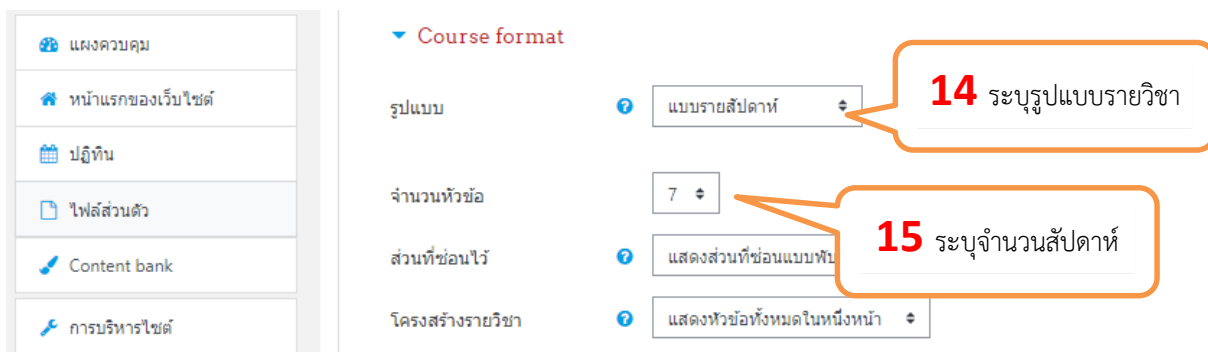 แผงควบคุม
หน้าแรกของเว็บไซต์
ปฏิทิน
ไฟล์ส่วนตัว
Content bank
การบริหารไซต์
Course format
รูปแบบ
แบบรายสัปดาห์
14 ระบุรูปแบบรายวิชา
จำนวนหัวข้อ
7
15 ระบุจำนวนสัปดาห์
ส่วนที่ซ่อนไว้
แสดงส่วนที่ซ่อนแบบพับ
โครงสร้างรายวิชา
แสดงหัวข้อทั้งหมดในหนึ่งหน้า